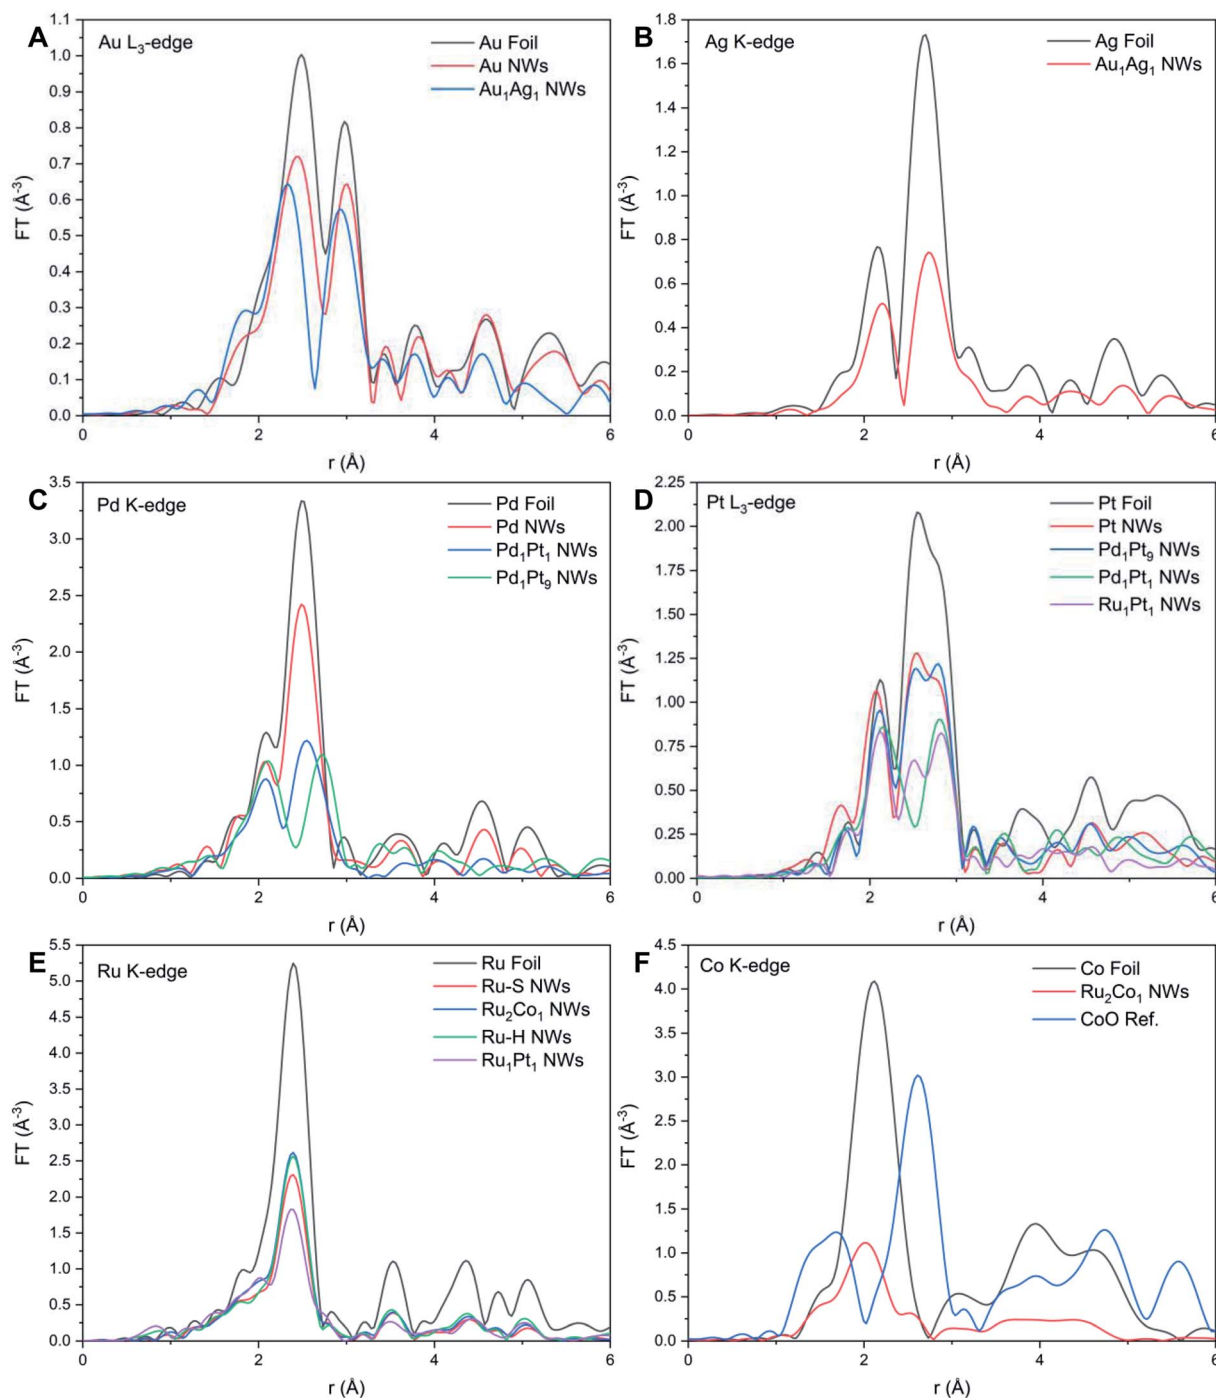 A
Au L₃-edge
Au Foil
Au NWs
Au₁Ag₁ NWs
1.1
1.0
0.9
0.8
0.7
0.6
0.5
0.4
0.3
0.2
0.1
0.0
FT (Å⁻³)
0 2 4 6
r (Å)
B
Ag K-edge
Ag Foil
Au₁Ag₁ NWs
1.8
1.6
1.4
1.2
1.0
0.8
0.6
0.4
0.2
0.0
FT (Å⁻³)
0 2 4 6
r (Å)
C
Pd K-edge
Pd Foil
Pd NWs
Pd₁Pt₁ NWs
Pd₁Pt₉ NWs
3.5
3.0
2.5
2.0
1.5
1.0
0.5
0.0
FT (Å⁻³)
0 2 4 6
r (Å)
D
Pt L₃-edge
Pt Foil
Pt NWs
Pd₁Pt₉ NWs
Pd₁Pt₁ NWs
Ru₁Pt₁ NWs
2.25
2.00
1.75
1.50
1.25
1.00
0.75
0.50
0.25
0.00
FT (Å⁻³)
0 2 4 6
r (Å)
E
Ru K-edge
Ru Foil
Ru-S NWs
Ru₂Co₁ NWs
Ru-H NWs
Ru₁Pt₁ NWs
5.5
5.0
4.5
4.0
3.5
3.0
2.5
2.0
1.5
1.0
0.5
0.0
FT (Å⁻³)
0 2 4 6
r (Å)
F
Co K-edge
Co Foil
Ru₂Co₁ NWs
CoO Ref.
4.5
4.0
3.5
3.0
2.5
2.0
1.5
1.0
0.5
0.0
FT (Å⁻³)
0 2 4 6
r (Å)